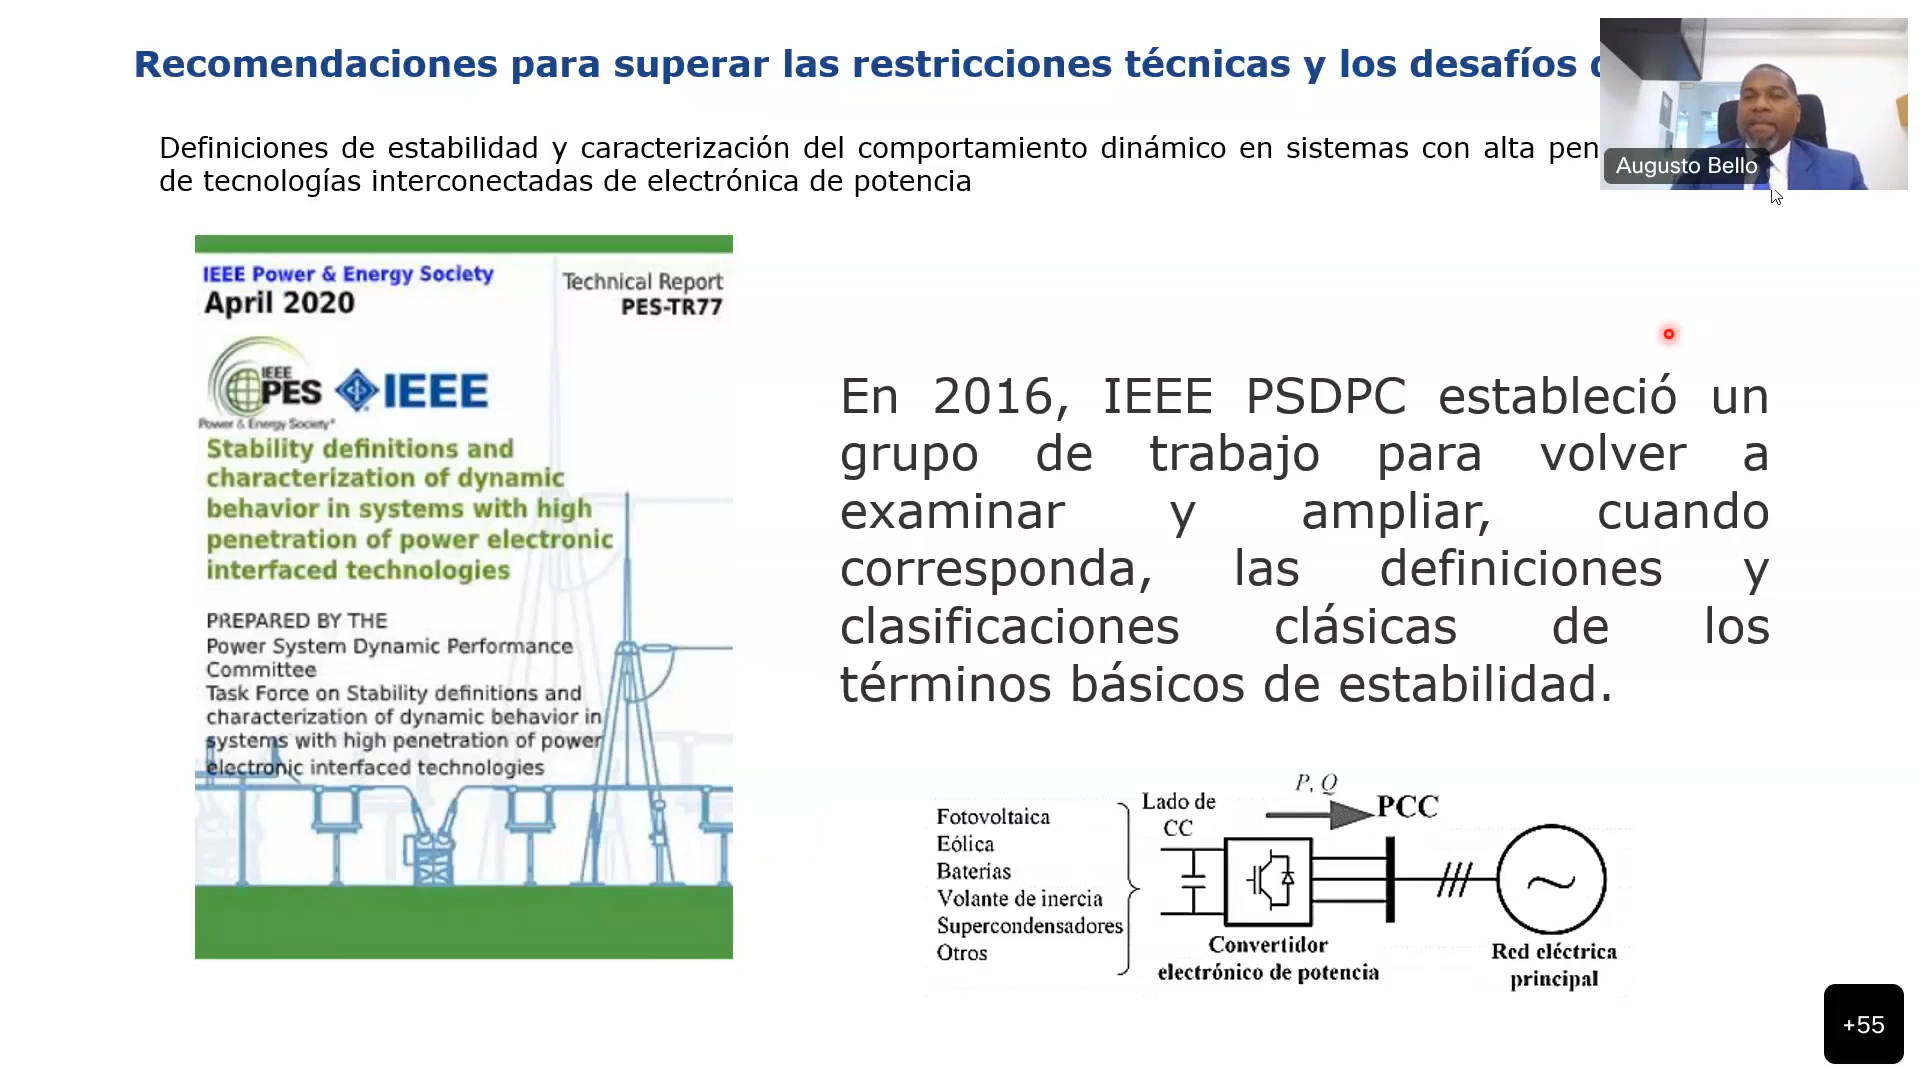 Recomendaciones para superar las restricciones técnicas y los desafíos
Augusto Bello
Definiciones de estabilidad y caracterización del comportamiento dinámico en sistemas con alta pen
de tecnologías interconectadas de electrónica de potencia
IEEE Power & Energy Society
April 2020
Technical Report
PES-TR77
IEEE
PES
Power & Energy Society®
IEEE
Stability definitions and
characterization of dynamic
behavior in systems with high
penetration of power electronic
interfaced technologies
PREPARED BY THE
Power System Dynamic Performance
Committee
Task Force on Stability definitions and
characterization of dynamic behavior in
systems with high penetration of power
electronic interfaced technologies
En 2016, IEEE PSDPC estableció un
grupo de trabajo para volver a
examinar y ampliar, cuando
corresponda, las definiciones y
clasificaciones clásicas de los
términos básicos de estabilidad.
Fotovoltaica
Eólica
Baterías
Volante de inercia
Supercondensadores
Otros
Lado de
CC
P, Q
PCC
Convertidor
electrónico de potencia
Red eléctrica
principal
+55